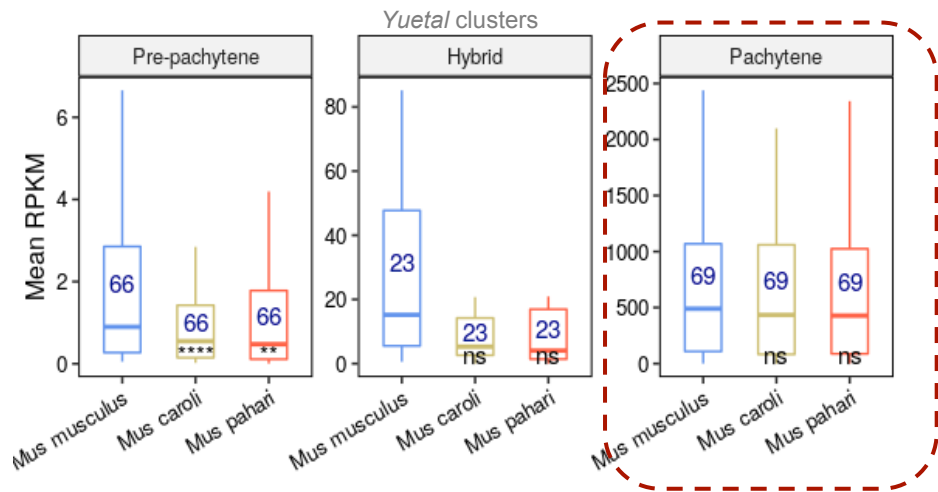 Yuetal clusters
Pre-pachytene
Hybrid
Pachytene
Mean RPKM
6
4
2
0
66
66
66
****
**
Mus musculus
Mus caroli
Mus pahari
80
60
40
20
0
23
23
23
ns
ns
Mus musculus
Mus caroli
Mus pahari
2500
2000
1500
1000
500
0
69
69
69
ns
ns
Mus musculus
Mus caroli
Mus pahari